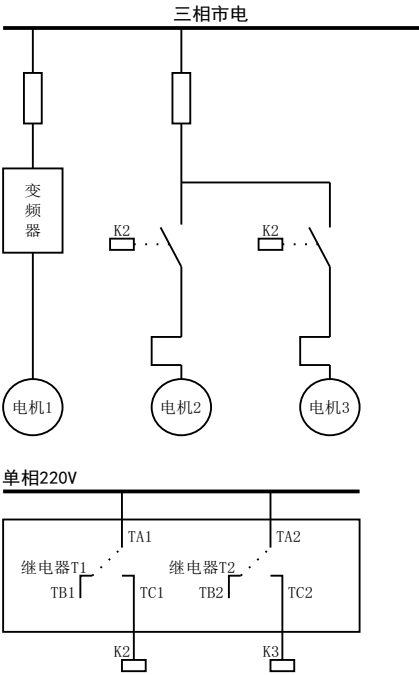 三相市电
变
频
器
K2
K2
电机1
电机2
电机3
单相220V
TA1
TA2
继电器T1
继电器T2
TB1
TC1
TB2
TC2
K2
K3